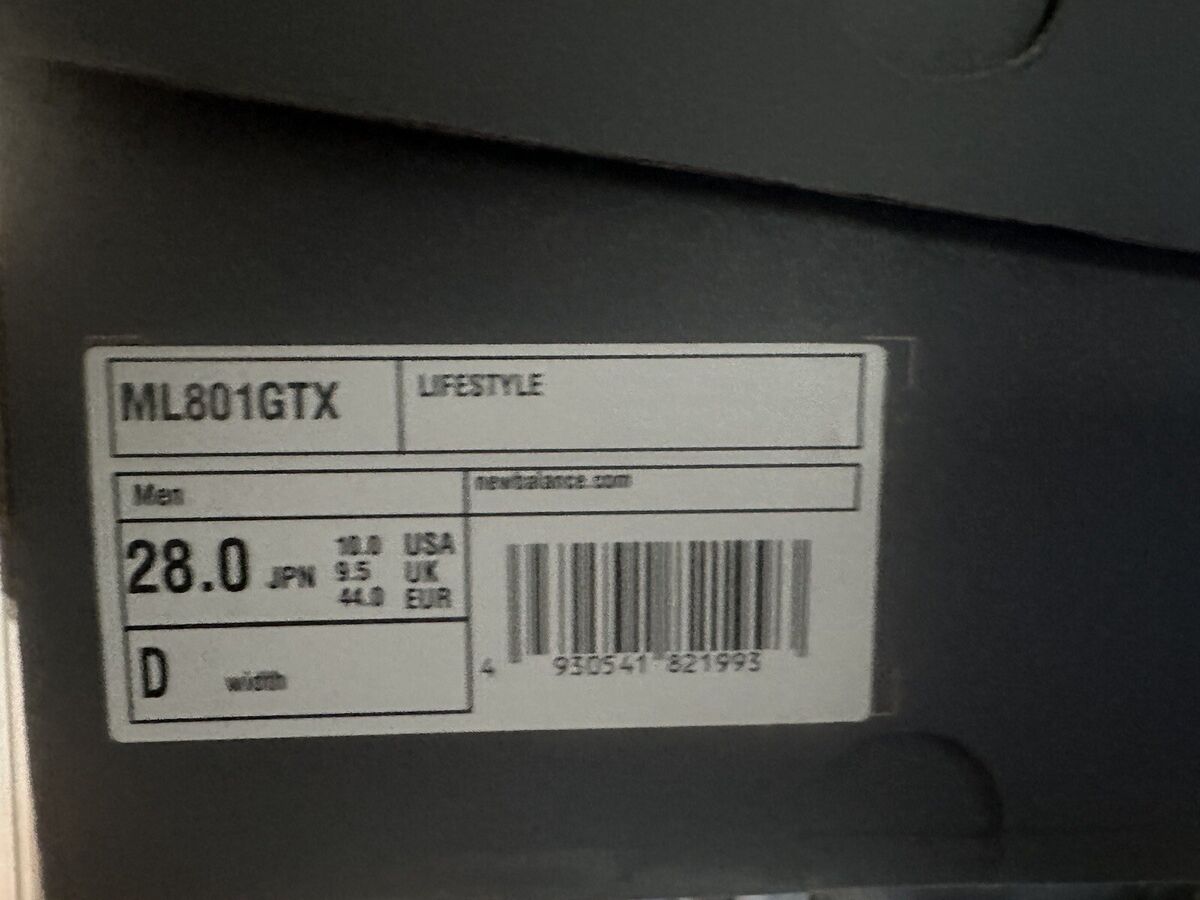 ML801GTX
LIFESTYLE
Men
newbalance.com
28.0 JPN
10.0 USA
9.5 UK
44.0 EUR
D width
4 930541 821993